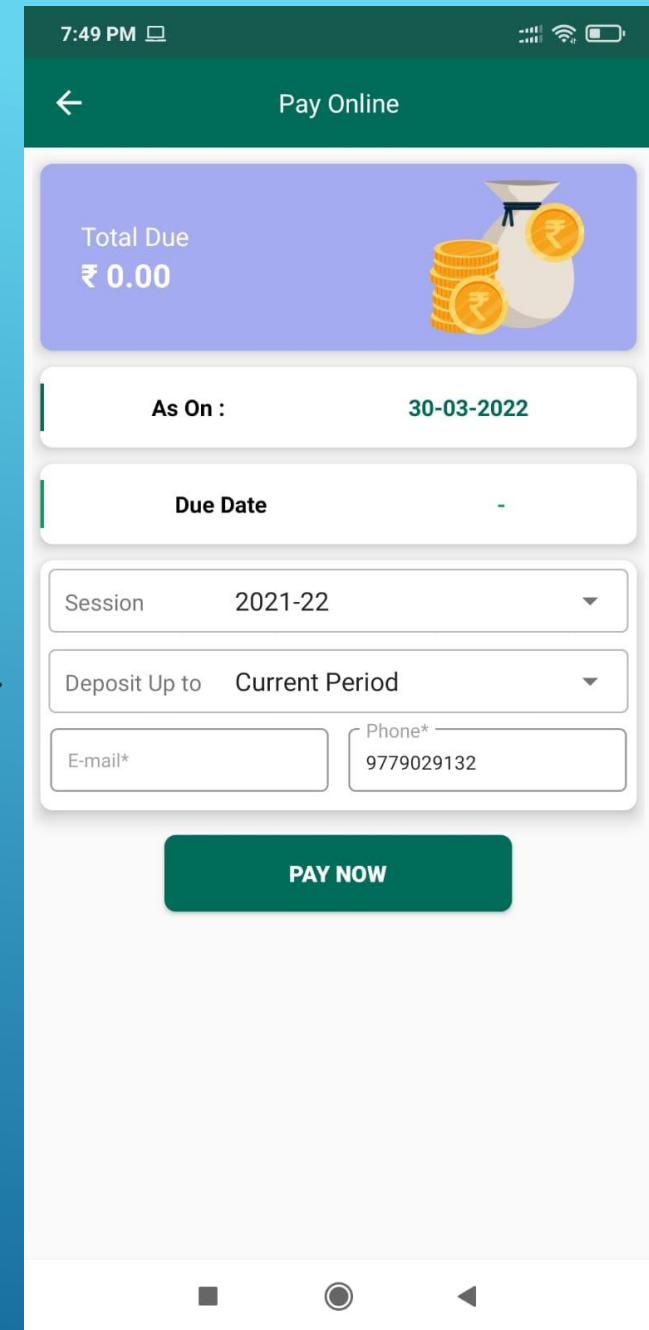 7:49 PM
Pay Online
Total Due
₹ 0.00
As On : 30-03-2022
Due Date -
Session 2021-22
Deposit Up to Current Period
Phone*
E-mail* 9779029132
PAY NOW